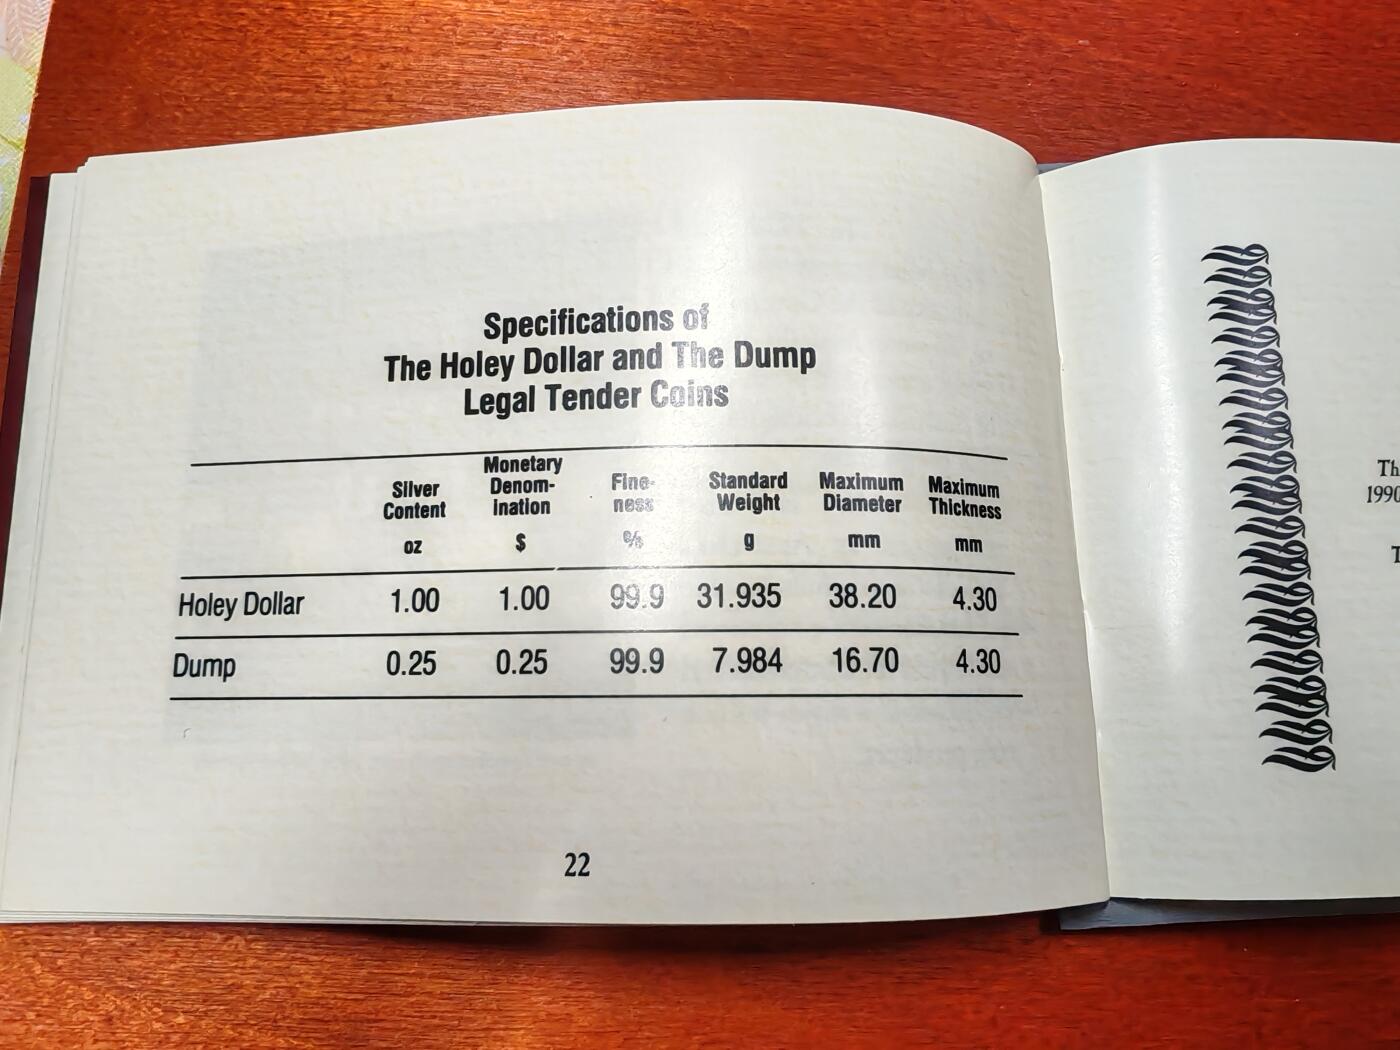 Specifications of
The Holey Dollar and The Dump
Legal Tender Coins
Silver Content oz Monetary Denom-ination $ Fine-ness % Standard Weight g Maximum Diameter mm Maximum Thickness mm
Holey Dollar 1.00 1.00 99.9 31.935 38.20 4.30
Dump 0.25 0.25 99.9 7.984 16.70 4.30
22
Th
1990
T